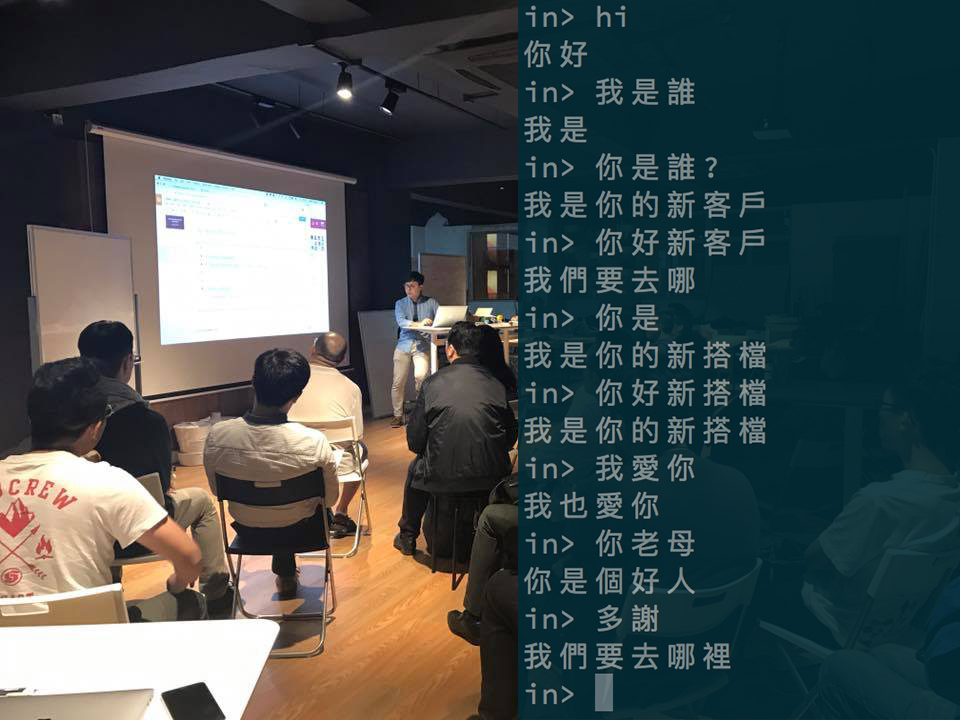 CREW
in> hi
你好
in> 我是誰
我是
in> 你是誰？
我是你的新客戶
in> 你好新客戶
我們要去哪
in> 你是
我是你的新搭檔
in> 你好新搭檔
我是你的新搭檔
in> 我愛你
我也愛你
in> 你老母
你是個好人
in> 多謝
我們要去哪裡
in>